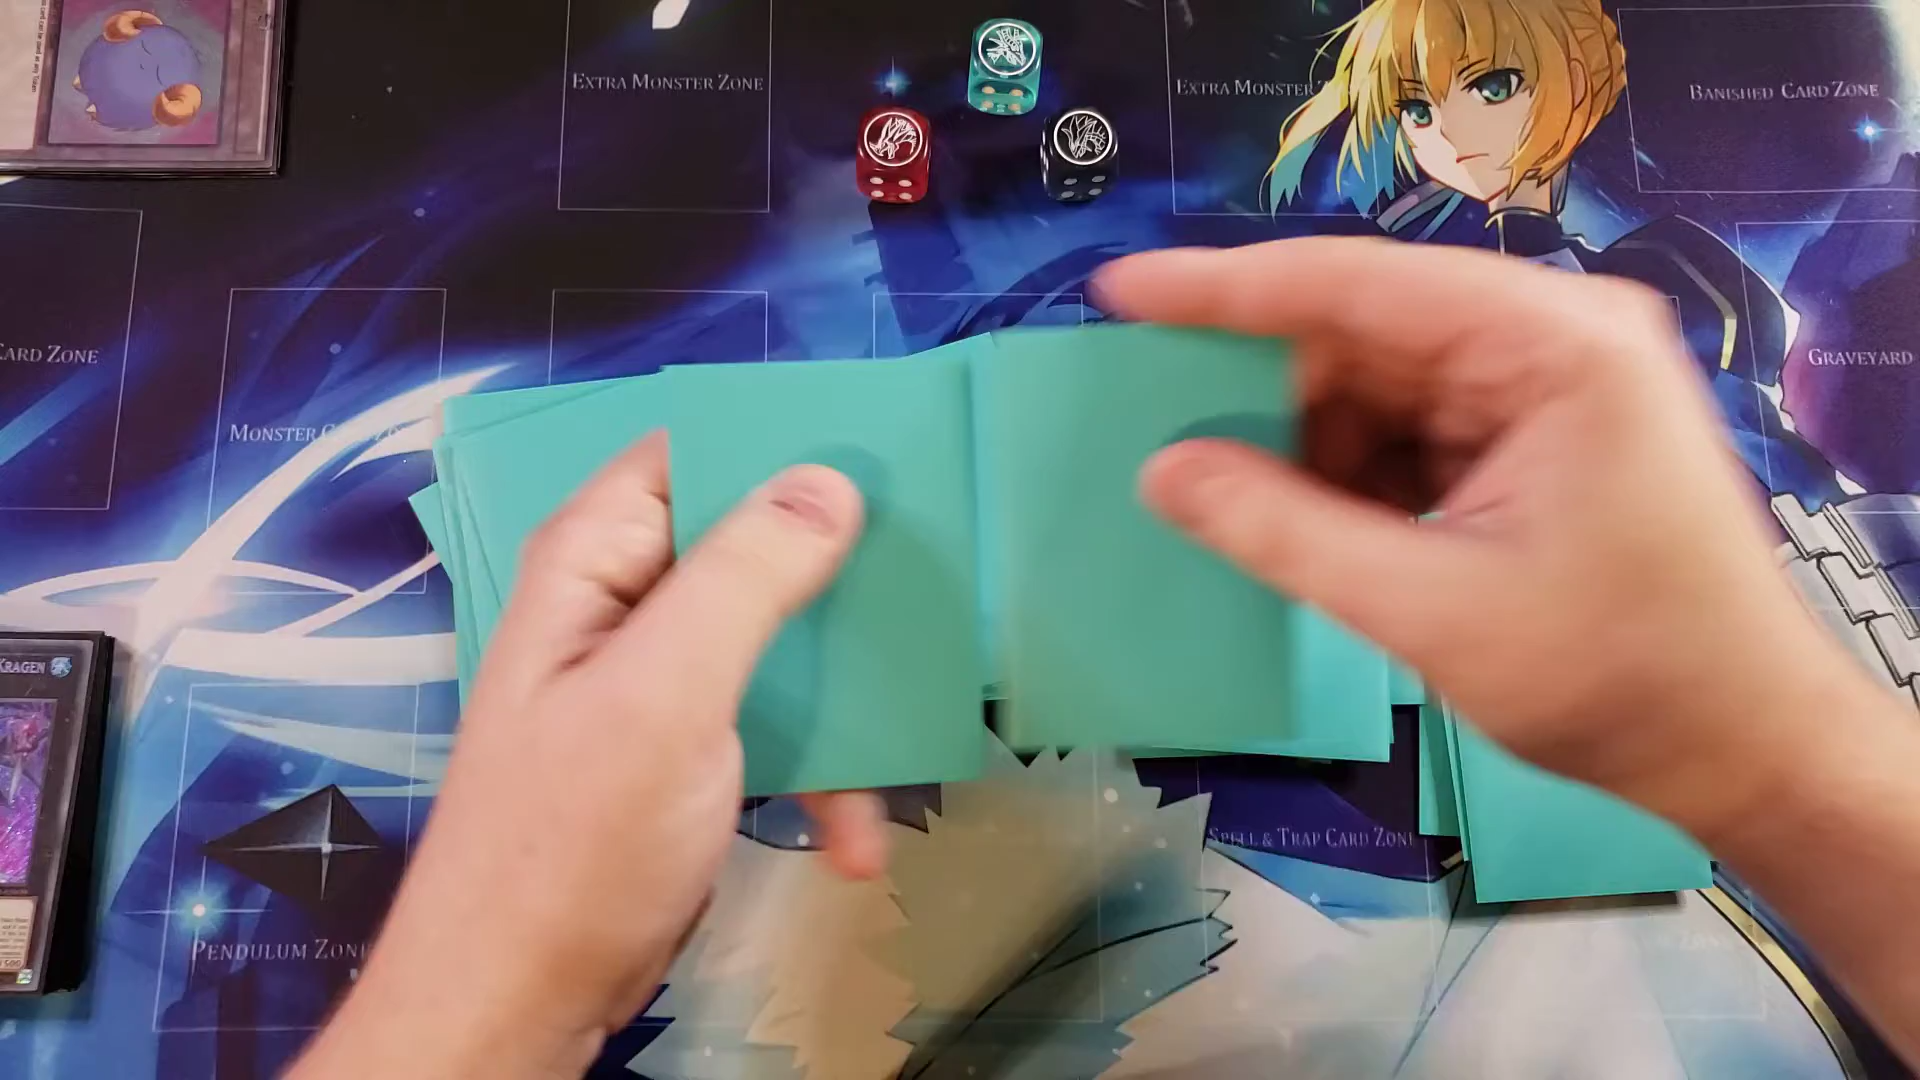 EXTRA MONSTER ZONE
EXTRA MONSTER
BANISHED CARD ZONE
CARD ZONE
GRAVEYARD
MONSTER
KRAGEN
SPELL & TRAP CARD ZONE
PENDULUM ZONE